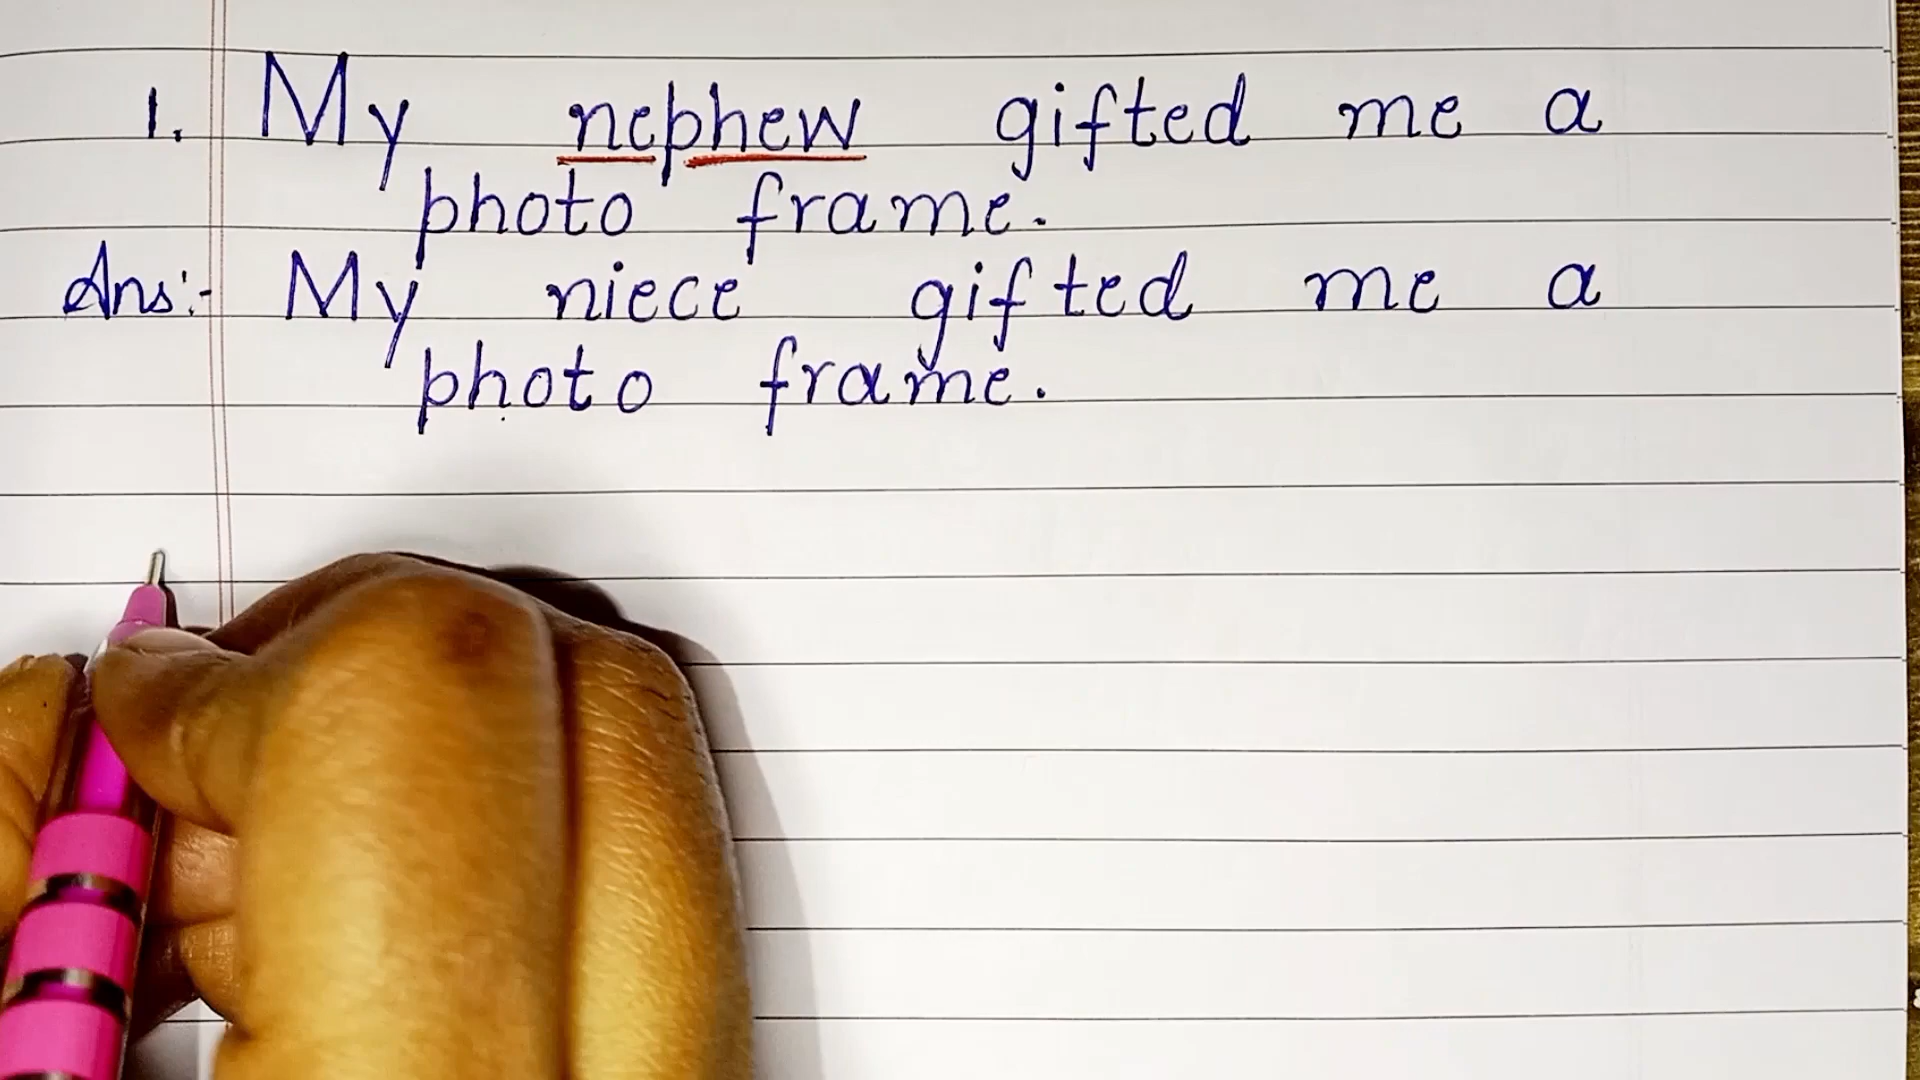 1. My nephew gifted me a
photo frame.
Ans:- My niece gifted me a
photo frame.